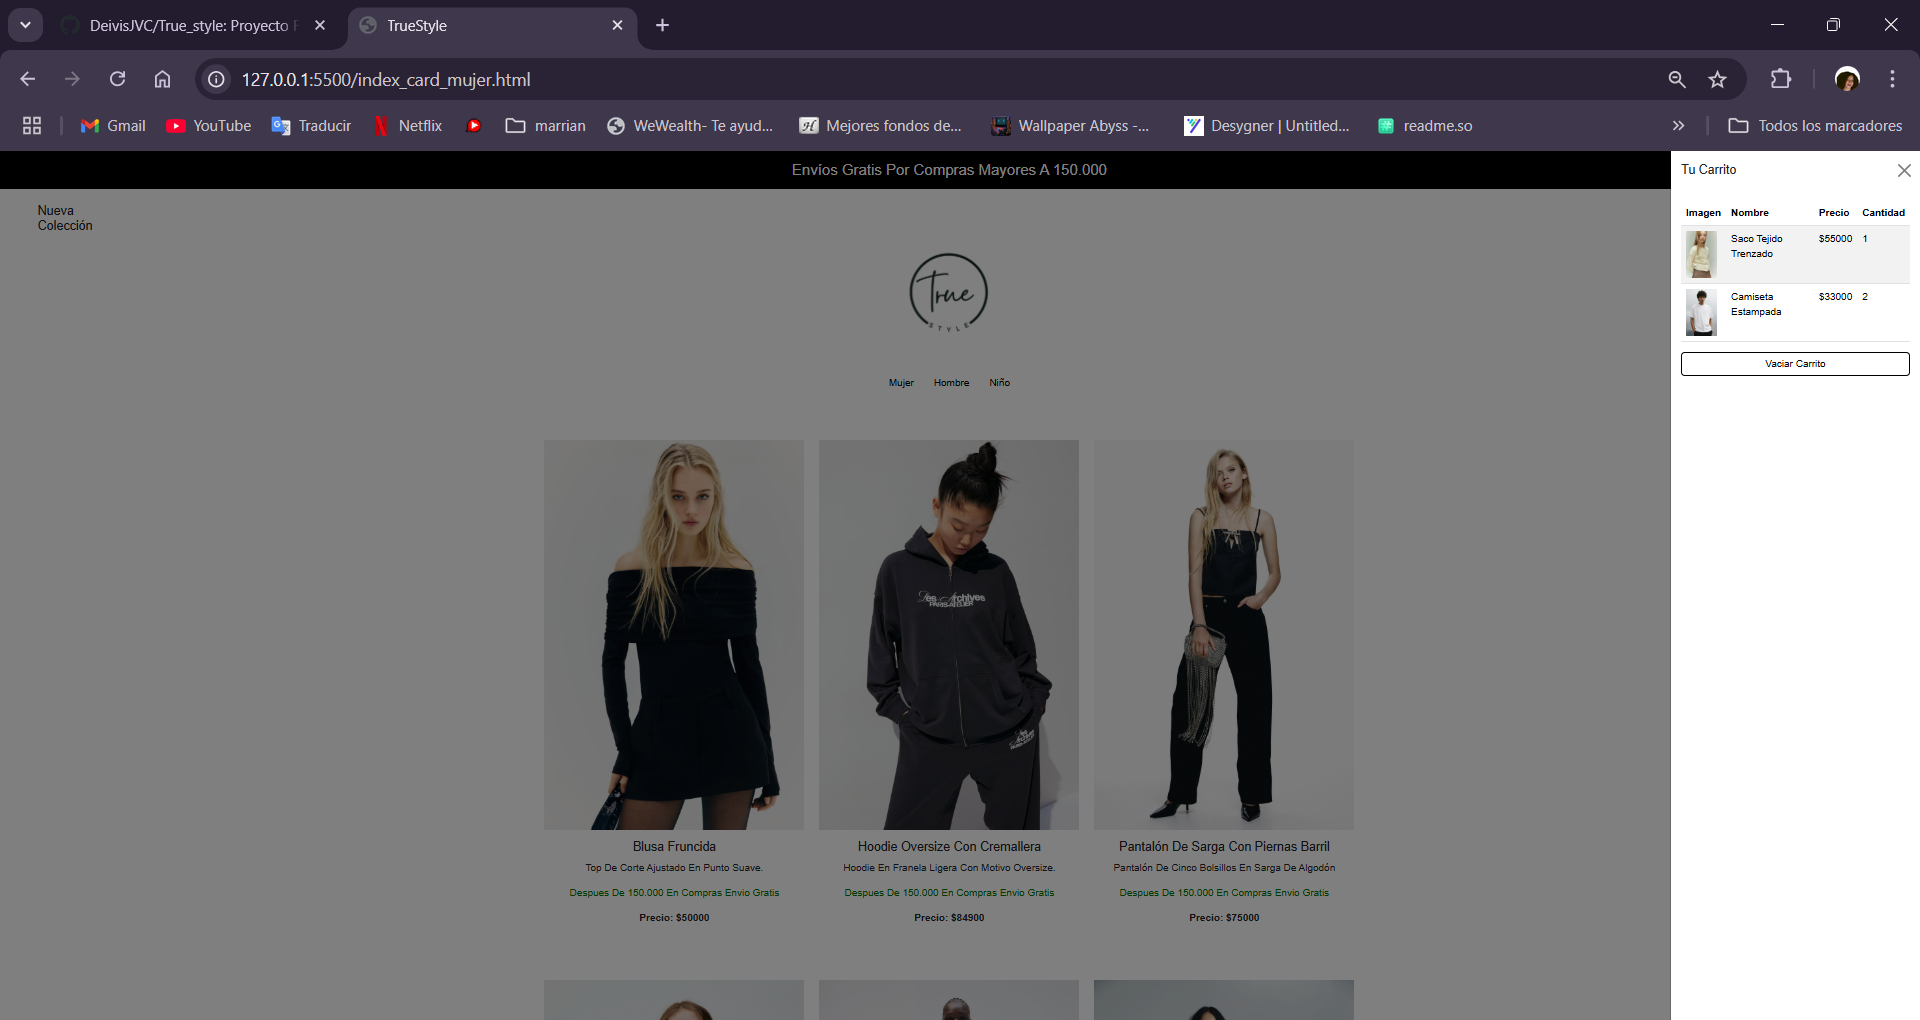 DeivisJVC/True_style: Proyecto F
TrueStyle
127.0.0.1:5500/index_card_mujer.html
Gmail
YouTube
Traducir
Netflix
marrian
WeWealth- Te ayud...
Mejores fondos de...
Wallpaper Abyss -...
Desygner | Untitled...
readme.so
Todos los marcadores
Envíos Gratis Por Compras Mayores A 150.000
Nueva
Colección
True
STYLE
Mujer Hombre Niño
Des Archives
PARIS-ATELIER
Blusa Fruncida
Top De Corte Ajustado En Punto Suave.
Despues De 150.000 En Compras Envio Gratis
Precio: $50000
Hoodie Oversize Con Cremallera
Hoodie En Franela Ligera Con Motivo Oversize.
Despues De 150.000 En Compras Envio Gratis
Precio: $84900
Pantalón De Sarga Con Piernas Barril
Pantalón De Cinco Bolsillos En Sarga De Algodón
Despues De 150.000 En Compras Envio Gratis
Precio: $75000
Tu Carrito
Imagen Nombre Precio Cantidad
Saco Tejido Trenzado $55000 1
Camiseta Estampada $33000 2
Vaciar Carrito